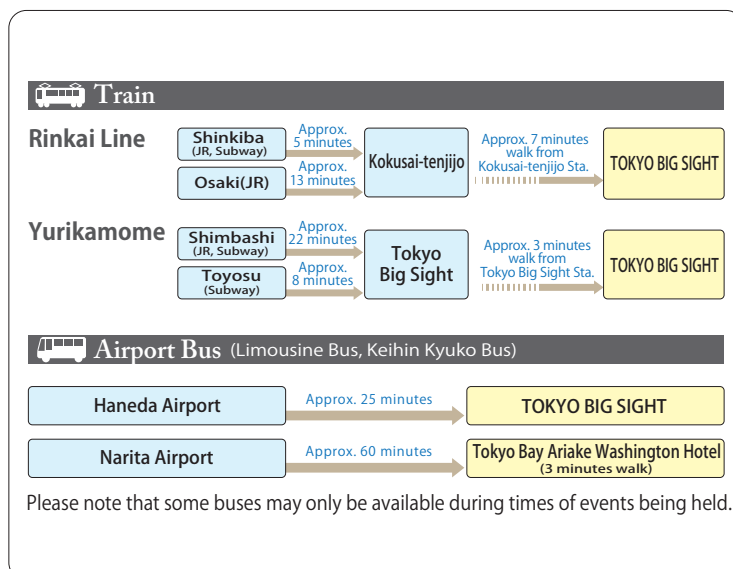 Train
Rinkai Line
Shinkiba
(JR, Subway)
Approx.
5 minutes
Osaki(JR)
Approx.
13 minutes
Kokusai-tenjijo
Approx. 7 minutes
walk from
Kokusai-tenjijo Sta.
TOKYO BIG SIGHT
Yurikamome
Shimbashi
(JR, Subway)
Approx.
22 minutes
Toyosu
(Subway)
Approx.
8 minutes
Tokyo
Big Sight
Approx. 3 minutes
walk from
Tokyo Big Sight Sta.
TOKYO BIG SIGHT
Airport Bus (Limousine Bus, Keihin Kyuko Bus)
Haneda Airport
Approx. 25 minutes
TOKYO BIG SIGHT
Narita Airport
Approx. 60 minutes
Tokyo Bay Ariake Washington Hotel
(3 minutes walk)
Please note that some buses may only be available during times of events being held.